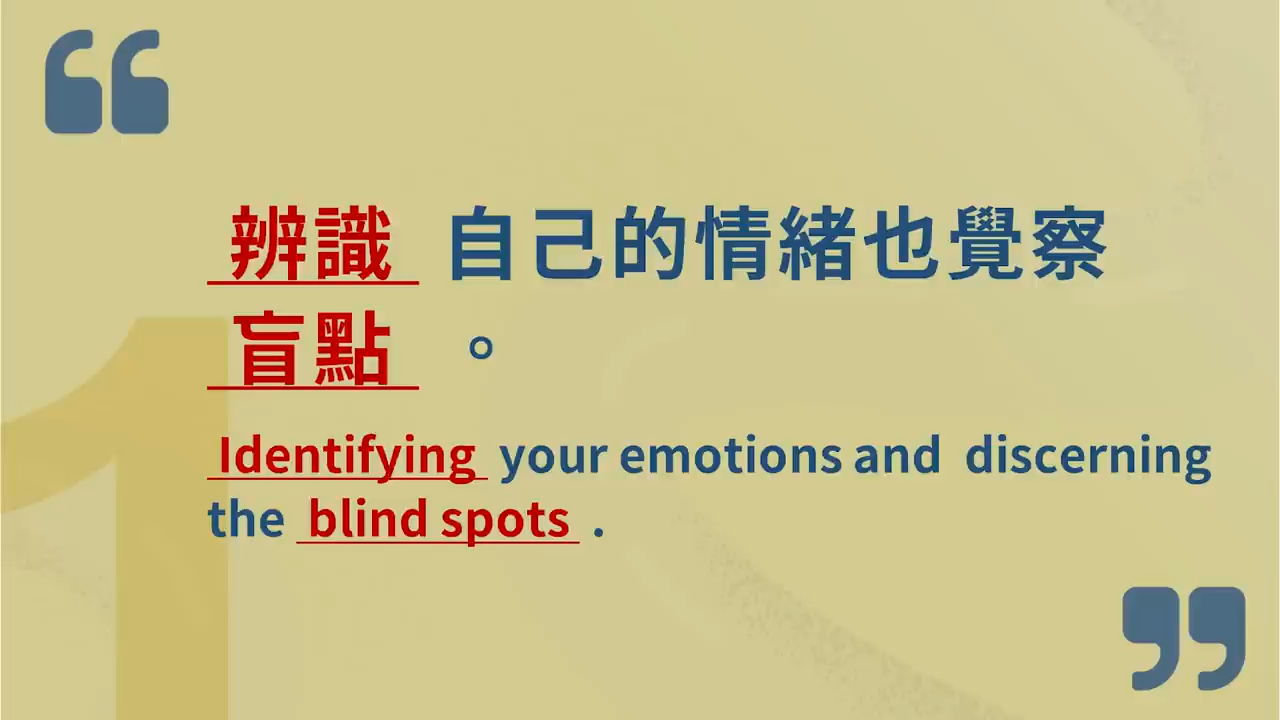 “
1
辨識 自己的情緒也覺察
盲點 。
Identifying your emotions and discerning
the blind spots .
”